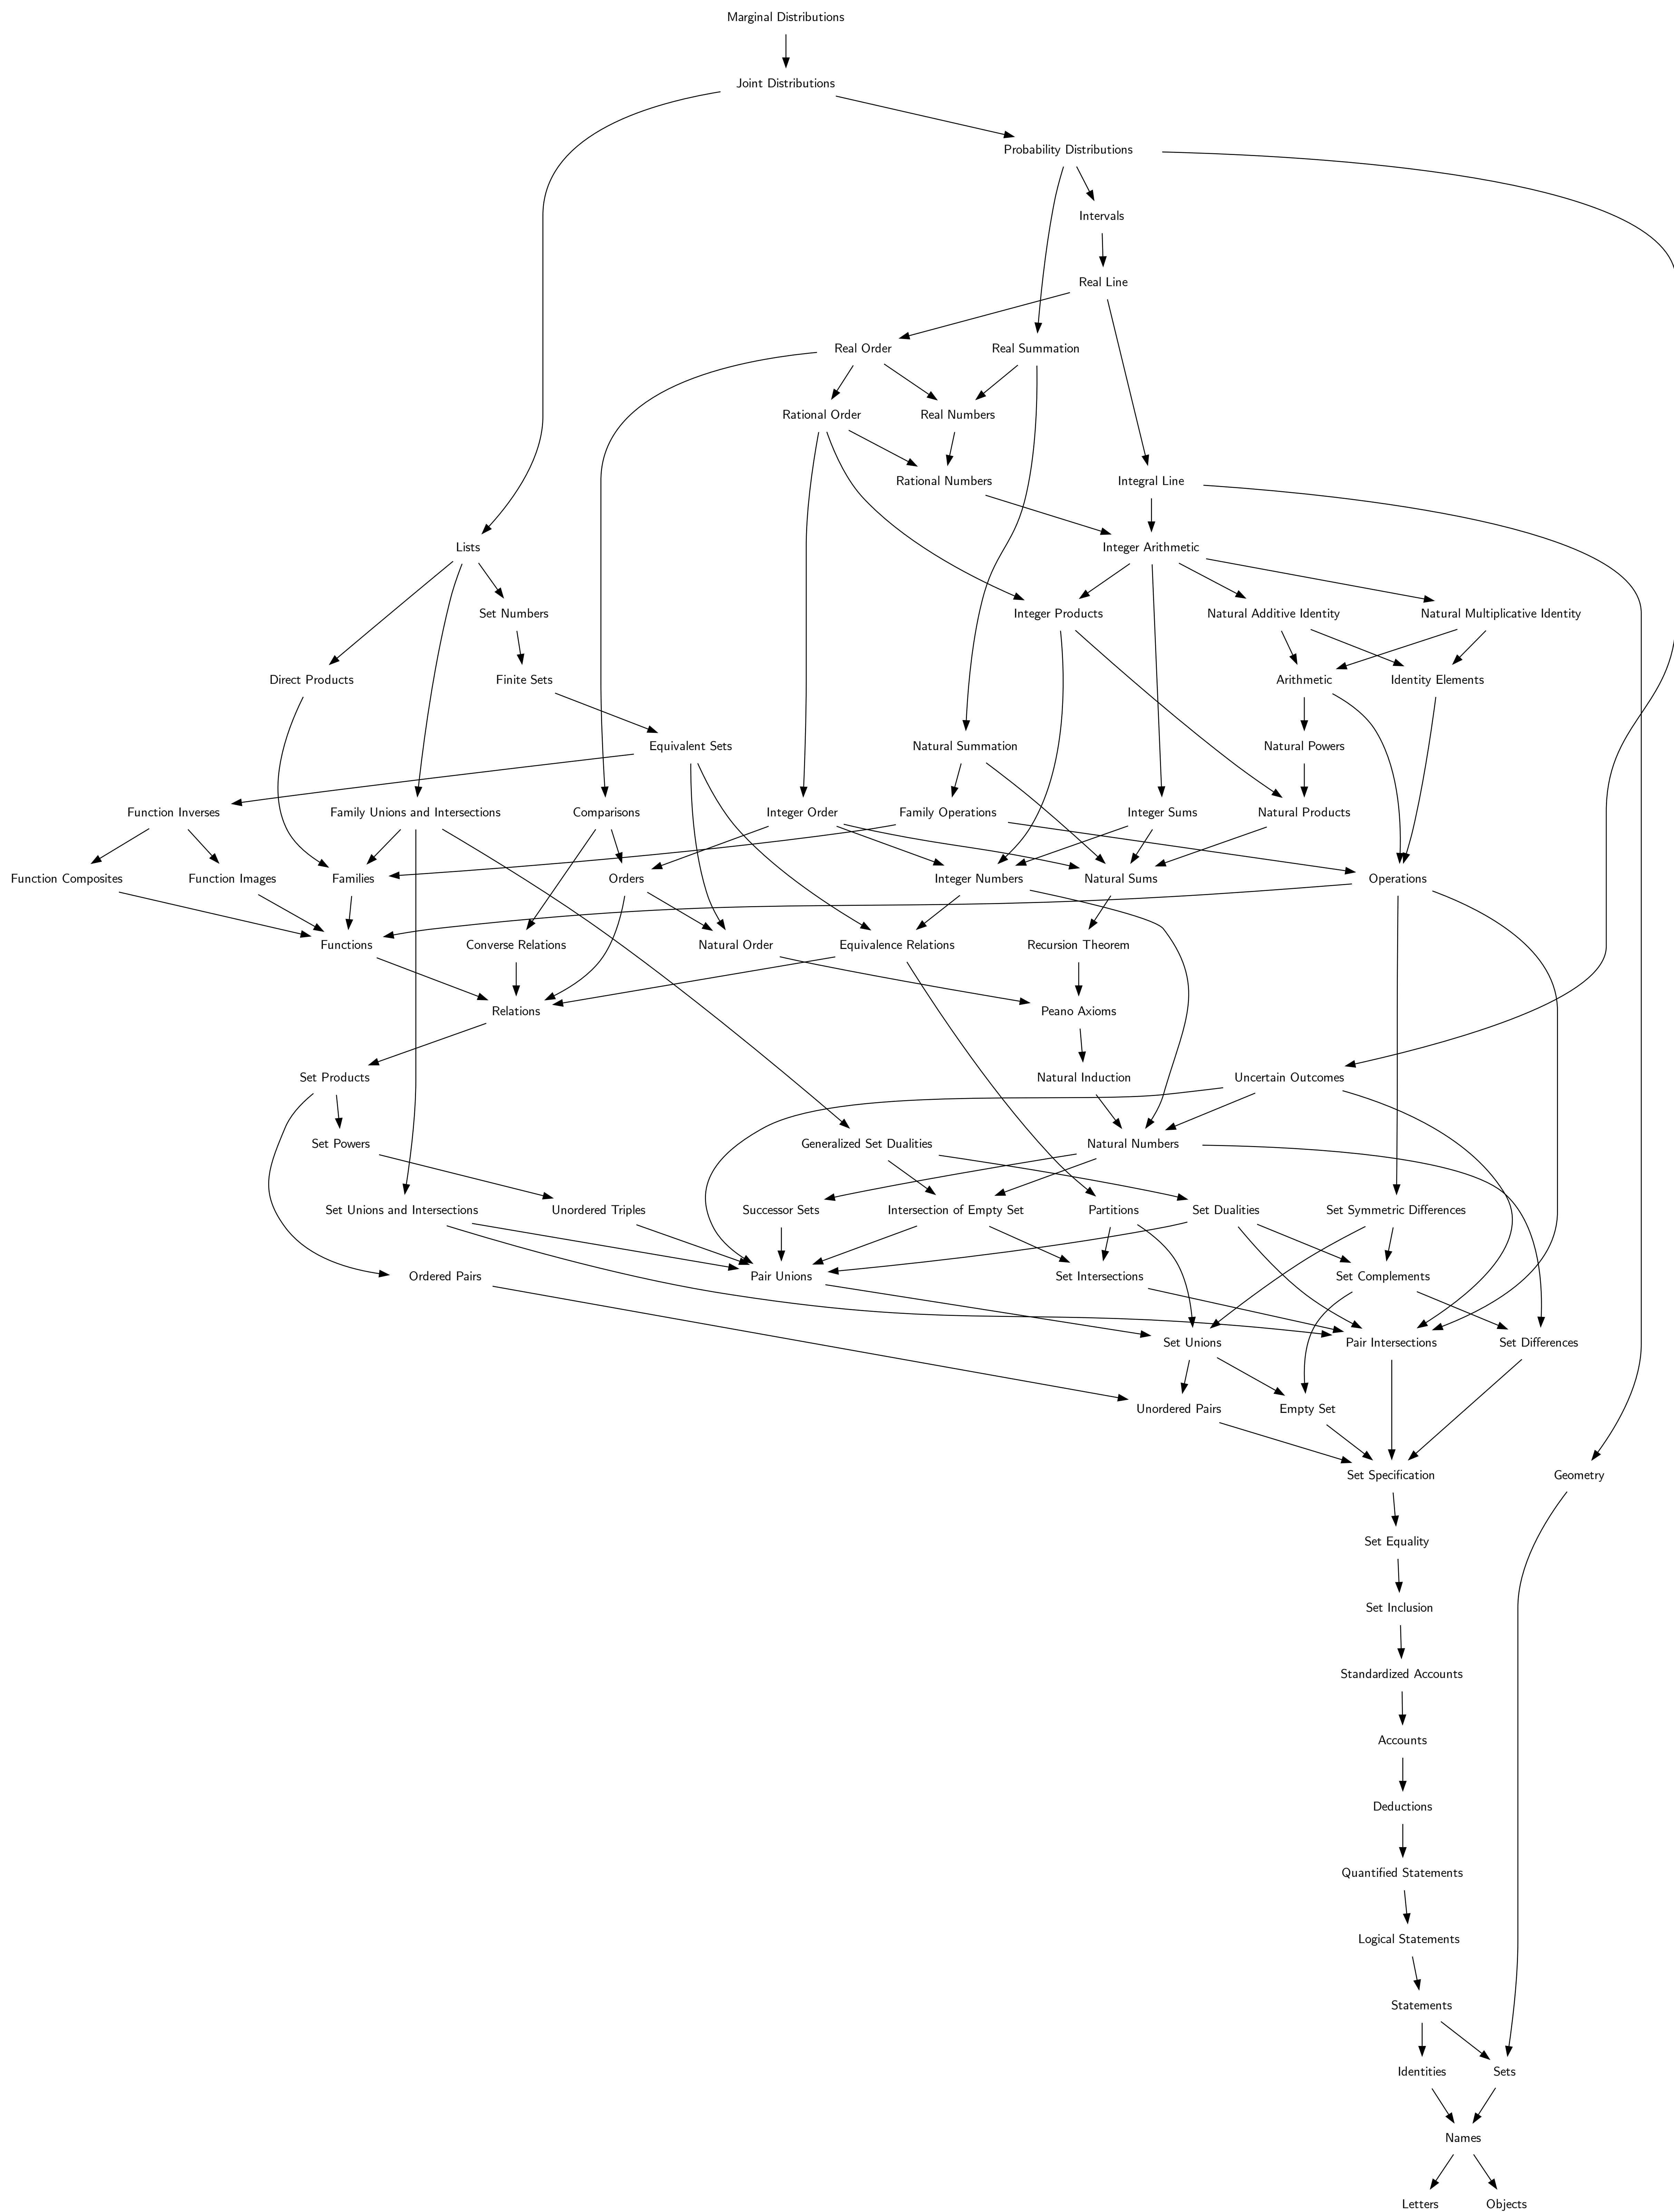 Marginal Distributions
Joint Distributions
Probability Distributions
Intervals
Real Line
Real Order
Real Summation
Rational Order
Real Numbers
Rational Numbers
Integral Line
Lists
Integer Arithmetic
Set Numbers
Integer Products
Natural Additive Identity
Natural Multiplicative Identity
Direct Products
Finite Sets
Arithmetic
Identity Elements
Equivalent Sets
Natural Summation
Natural Powers
Function Inverses
Family Unions and Intersections
Comparisons
Integer Order
Family Operations
Integer Sums
Natural Products
Function Composites
Function Images
Families
Orders
Integer Numbers
Natural Sums
Operations
Functions
Converse Relations
Natural Order
Equivalence Relations
Recursion Theorem
Relations
Peano Axioms
Set Products
Natural Induction
Uncertain Outcomes
Set Powers
Generalized Set Dualities
Natural Numbers
Set Unions and Intersections
Unordered Triples
Successor Sets
Intersection of Empty Set
Partitions
Set Dualities
Set Symmetric Differences
Ordered Pairs
Pair Unions
Set Intersections
Set Complements
Set Unions
Pair Intersections
Set Differences
Unordered Pairs
Empty Set
Set Specification
Geometry
Set Equality
Set Inclusion
Standardized Accounts
Accounts
Deductions
Quantified Statements
Logical Statements
Statements
Identities
Sets
Names
Letters
Objects